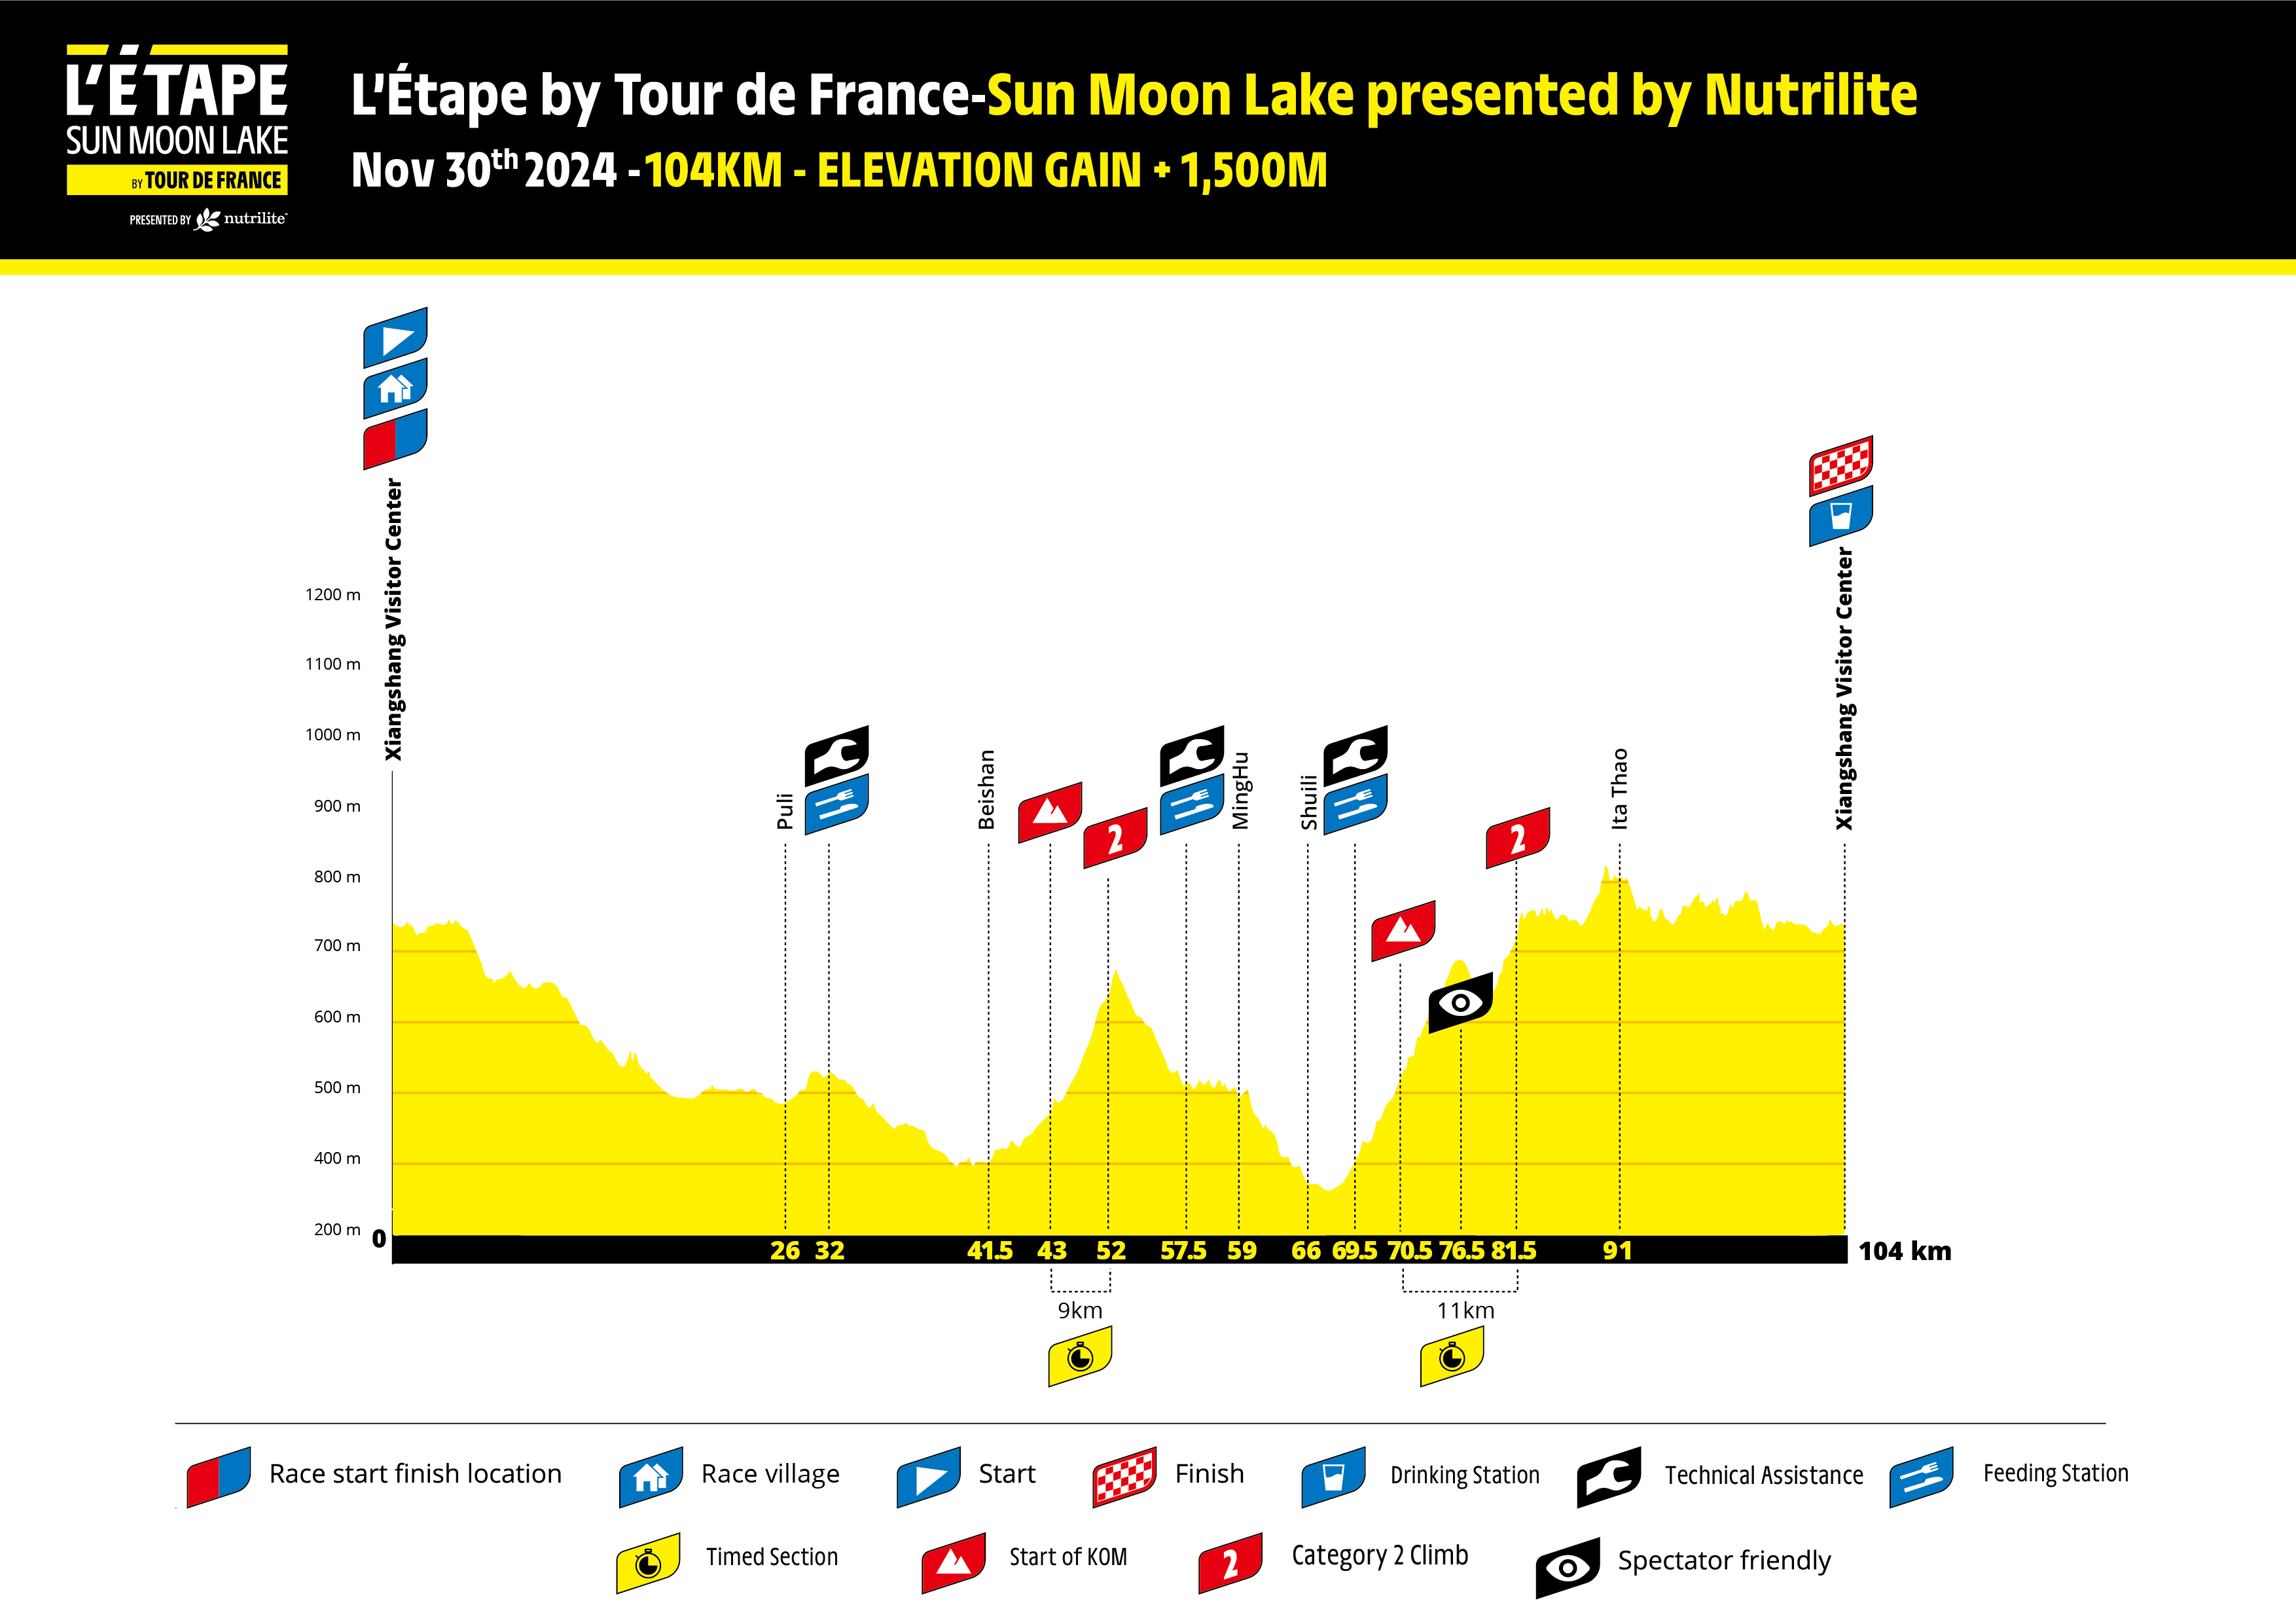 L'ÉTAPE
SUN MOON LAKE
BY TOUR DE FRANCE
PRESENTED BY nutrilite
L'Étape by Tour de France-Sun Moon Lake presented by Nutrilite
Nov 30th 2024 -104KM - ELEVATION GAIN + 1,500M
Xiangshang Visitor Center
Xiangshang Visitor Center
1200 m
1100 m
1000 m
900 m
800 m
700 m
600 m
500 m
400 m
200 m
Puli
Beishan
2
MingHu
Shuili
2
Ita Thao
0
26 32 41.5 43 52 57.5 59 66 69.5 70.5 76.5 81.5 91
104 km
9km
11km
Race start finish location
Race village
Start
Finish
Drinking Station
Technical Assistance
Feeding Station
Timed Section
Start of KOM
2
Category 2 Climb
Spectator friendly